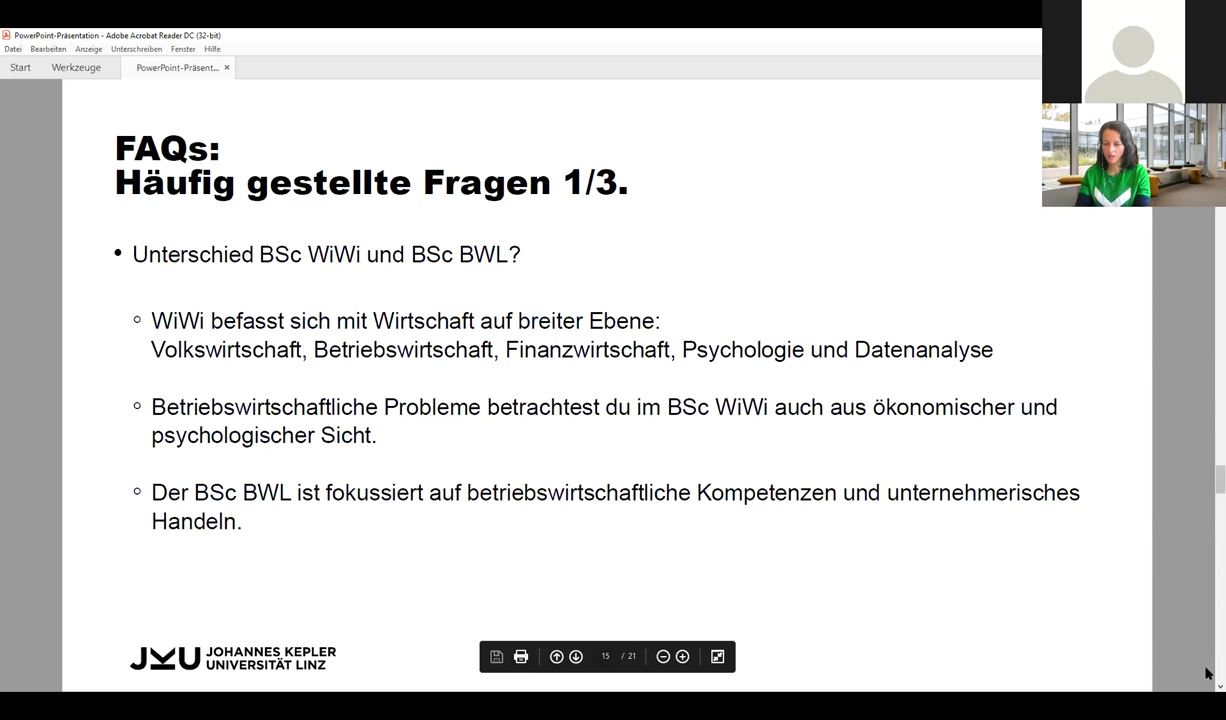 PowerPoint-Präsentation - Adobe Acrobat Reader DC (32-bit)
Datei Bearbeiten Anzeige Unterschreiben Fenster Hilfe
Start Werkzeuge PowerPoint-Präsent... ×
FAQs:
Häufig gestellte Fragen 1/3.
• Unterschied BSc WiWi und BSc BWL?
○ WiWi befasst sich mit Wirtschaft auf breiter Ebene:
Volkswirtschaft, Betriebswirtschaft, Finanzwirtschaft, Psychologie und Datenanalyse
○ Betriebswirtschaftliche Probleme betrachtest du im BSc WiWi auch aus ökonomischer und
psychologischer Sicht.
○ Der BSc BWL ist fokussiert auf betriebswirtschaftliche Kompetenzen und unternehmerisches
Handeln.
JKU JOHANNES KEPLER
UNIVERSITÄT LINZ
15 / 21